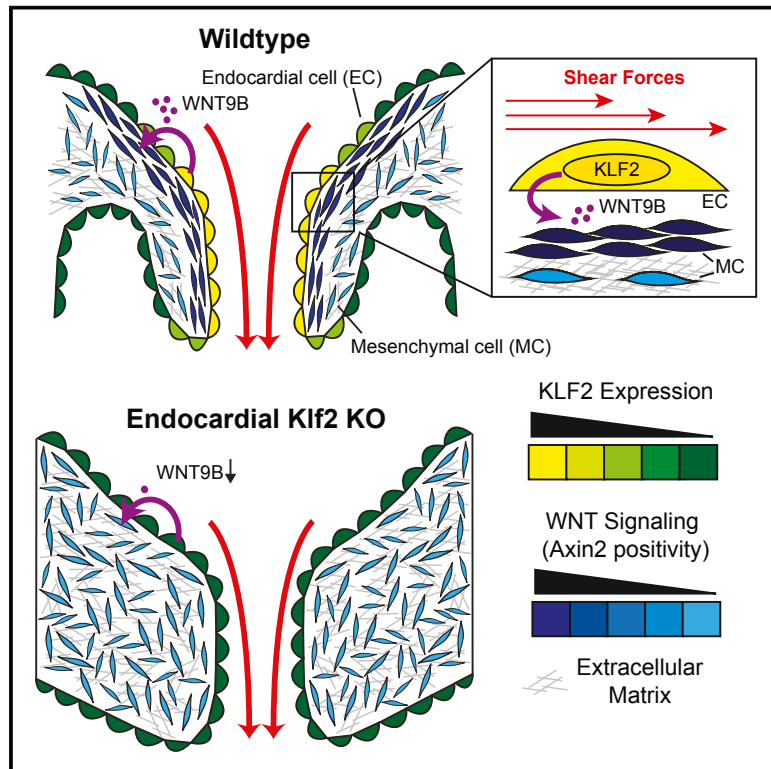 Wildtype
Endocardial cell (EC)
WNT9B
Shear Forces
KLF2
EC
WNT9B
MC
Mesenchymal cell (MC)
Endocardial Klf2 KO
WNT9B↓
KLF2 Expression
WNT Signaling
(Axin2 positivity)
Extracellular
Matrix